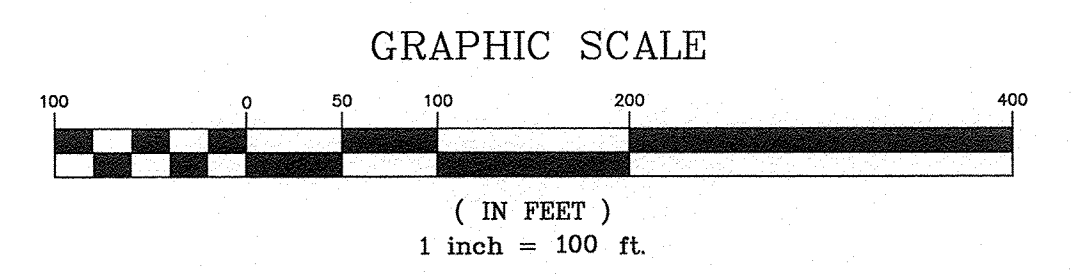 GRAPHIC SCALE
100 0 50 100 200 400
( IN FEET )
1 inch = 100 ft.